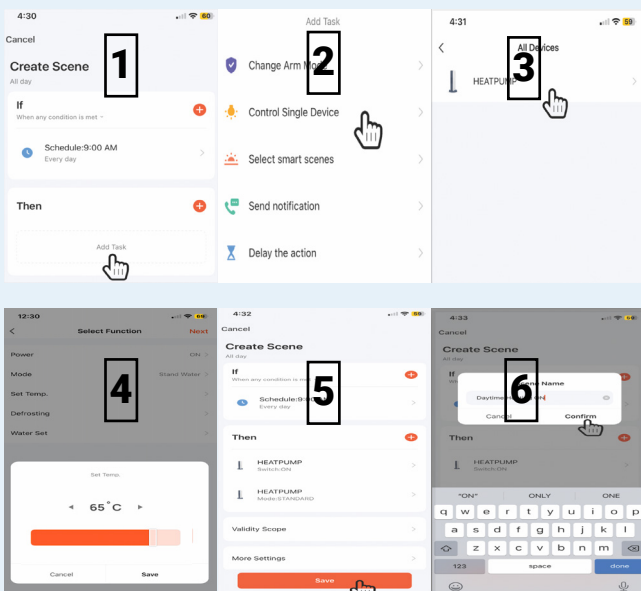 4:30
60
Cancel
1
Create Scene
All day
If
When any condition is met
Schedule:9:00 AM
Every day
Then
Add Task
Add Task
2
Change Arm
Control Single Device
Select smart scenes
Send notification
Delay the action
4:31
59
All Devices
3
HEATPUMP
12:30
Select Function
Next
Power
ON
Mode
Stand Water
4
Set Temp.
Defrosting
Water Set
Set Temp.
65°C
Cancel
Save
4:32
59
Cancel
Create Scene
All day
If
When any condition is
5
Schedule:9:
Every day
Then
HEATPUMP
Switch:ON
HEATPUMP
Mode:STANDARD
Validity Scope
More Settings
Save
4:33
Cancel
Create Scene
All day
If
6
Name
Daytime
ON
Cancel
Confirm
Then
HEATPUMP
Switch:ON
"ON"
ONLY
ONE
q w e r t y u i o p
a s d f g h j k l
z x c v b n m
123
space
done